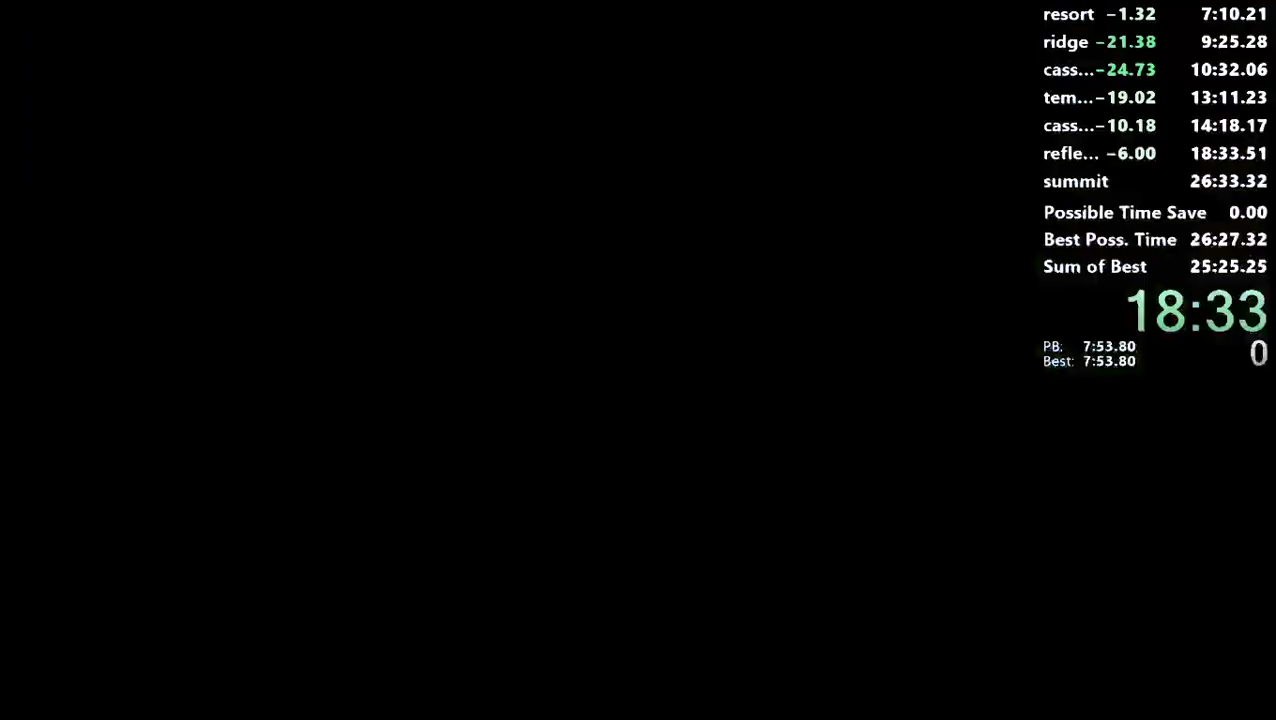 resort −1.32 7:10.21
ridge −21.38 9:25.28
cass...−24.73 10:32.06
tem...−19.02 13:11.23
cass...−10.18 14:18.17
refle... −6.00 18:33.51
summit 26:33.32
Possible Time Save 0.00
Best Poss. Time 26:27.32
Sum of Best 25:25.25
18:33
PB: 7:53.80
0
Best: 7:53.80